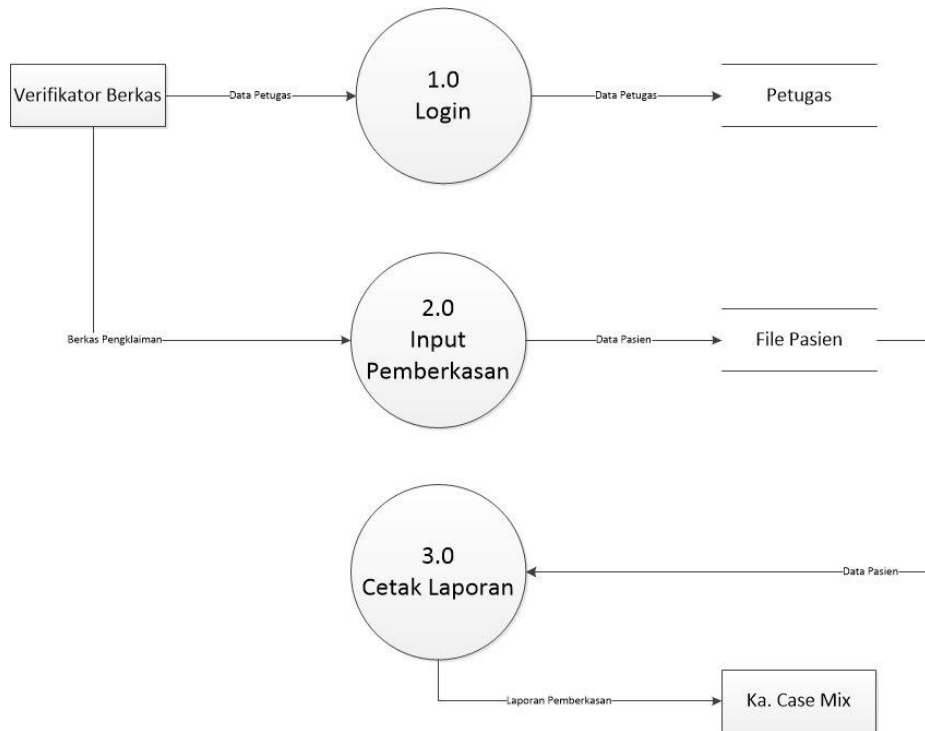 Verifikator Berkas
Data Petugas
1.0
Login
Data Petugas
Petugas
Berkas Pengklaiman
2.0
Input
Pemberkasan
Data Pasien
File Pasien
3.0
Cetak Laporan
Data Pasien
Laporan Pemberkasan
Ka. Case Mix